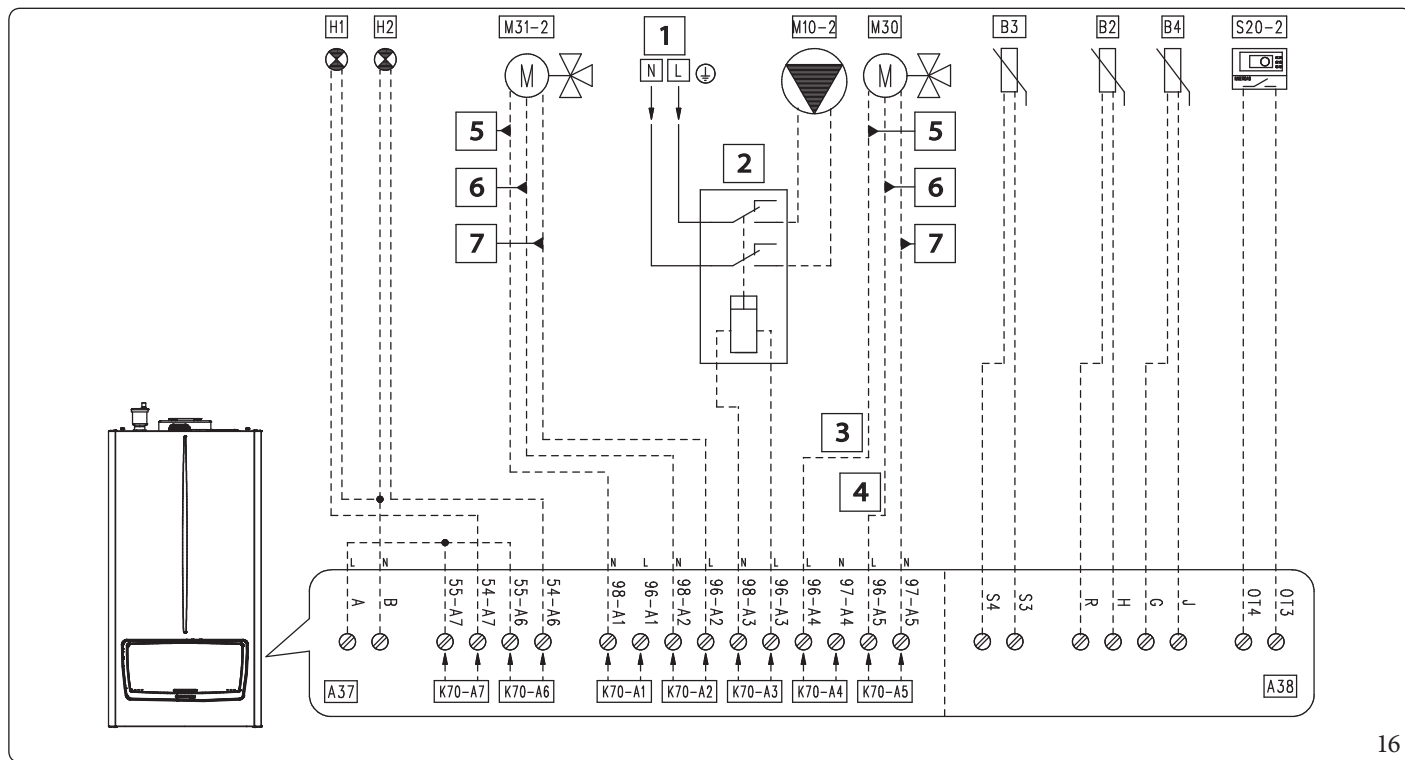 H1 H2 M31-2 1 M10-2 M30 B3 B2 B4 S20-2
N L
M M
5 5
2
6 6
7 7
3
4
L N N L N L N L L N L N
A B 55-A7 54-A7 55-A6 54-A6 98-A1 96-A1 98-A2 96-A2 98-A3 96-A3 96-A4 97-A4 96-A5 97-A5 S4 S3 R H G J OT4 OT3
A37 K70-A7 K70-A6 K70-A1 K70-A2 K70-A3 K70-A4 K70-A5 A38
16